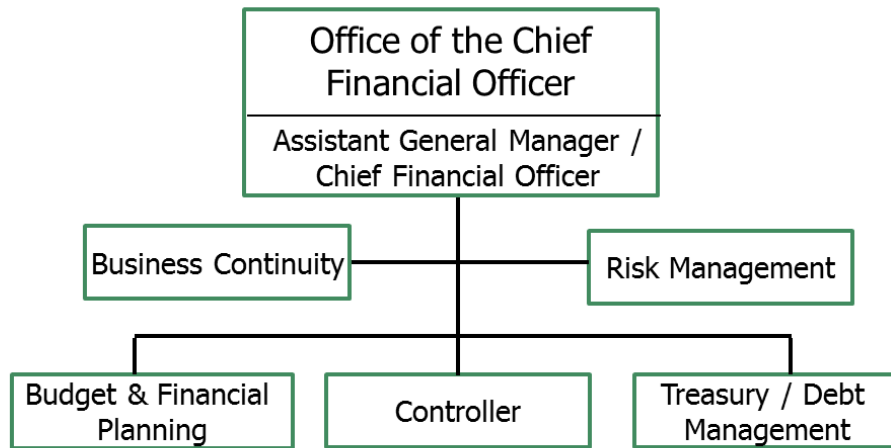 Office of the Chief
Financial Officer
Assistant General Manager /
Chief Financial Officer
Business Continuity
Risk Management
Budget & Financial
Planning
Controller
Treasury / Debt
Management